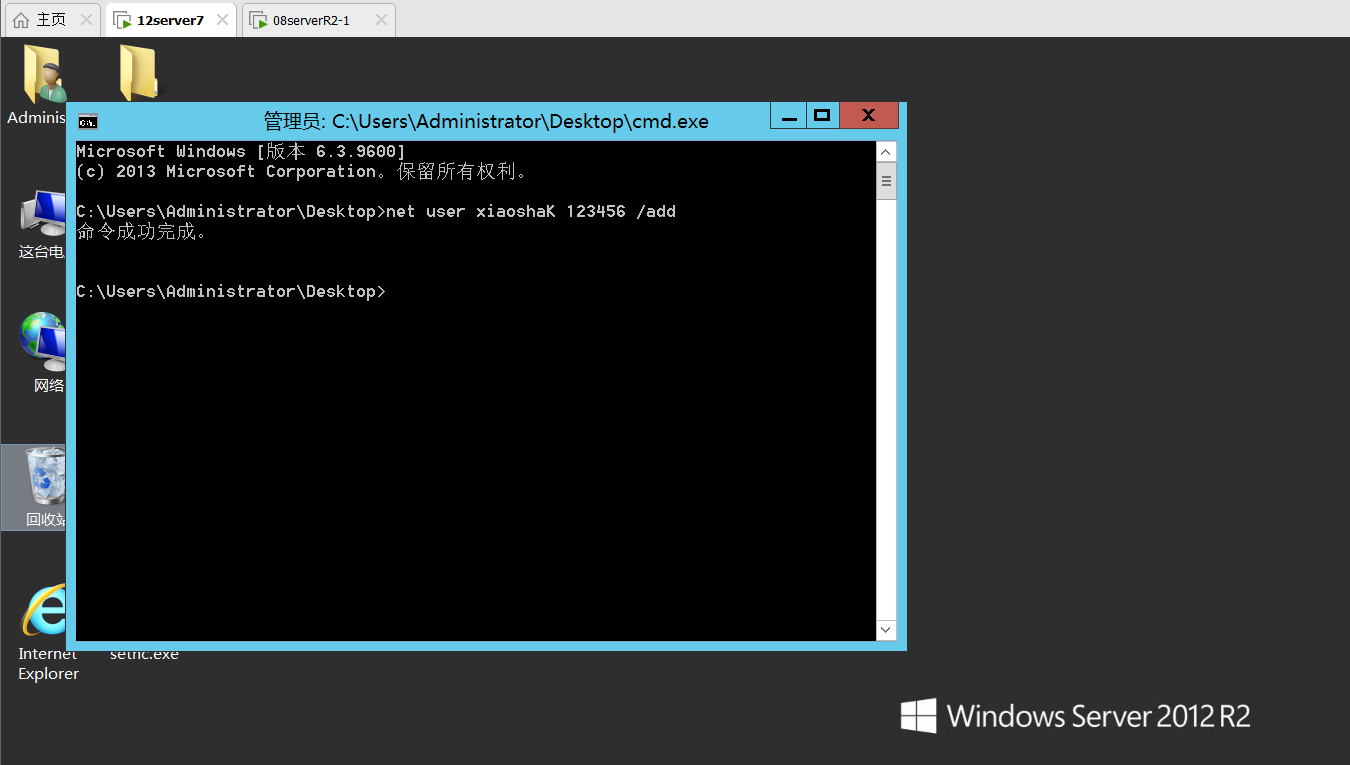 主页
12server7
08serverR2-1
管理员: C:\Users\Administrator\Desktop\cmd.exe
Microsoft Windows [版本 6.3.9600]
(c) 2013 Microsoft Corporation。保留所有权利。
C:\Users\Administrator\Desktop>net user xiaoshaK 123456 /add
命令成功完成。
C:\Users\Administrator\Desktop>
Adminis
这台电
网络
回收站
Internet
Explorer
sethc.exe
Windows Server 2012 R2